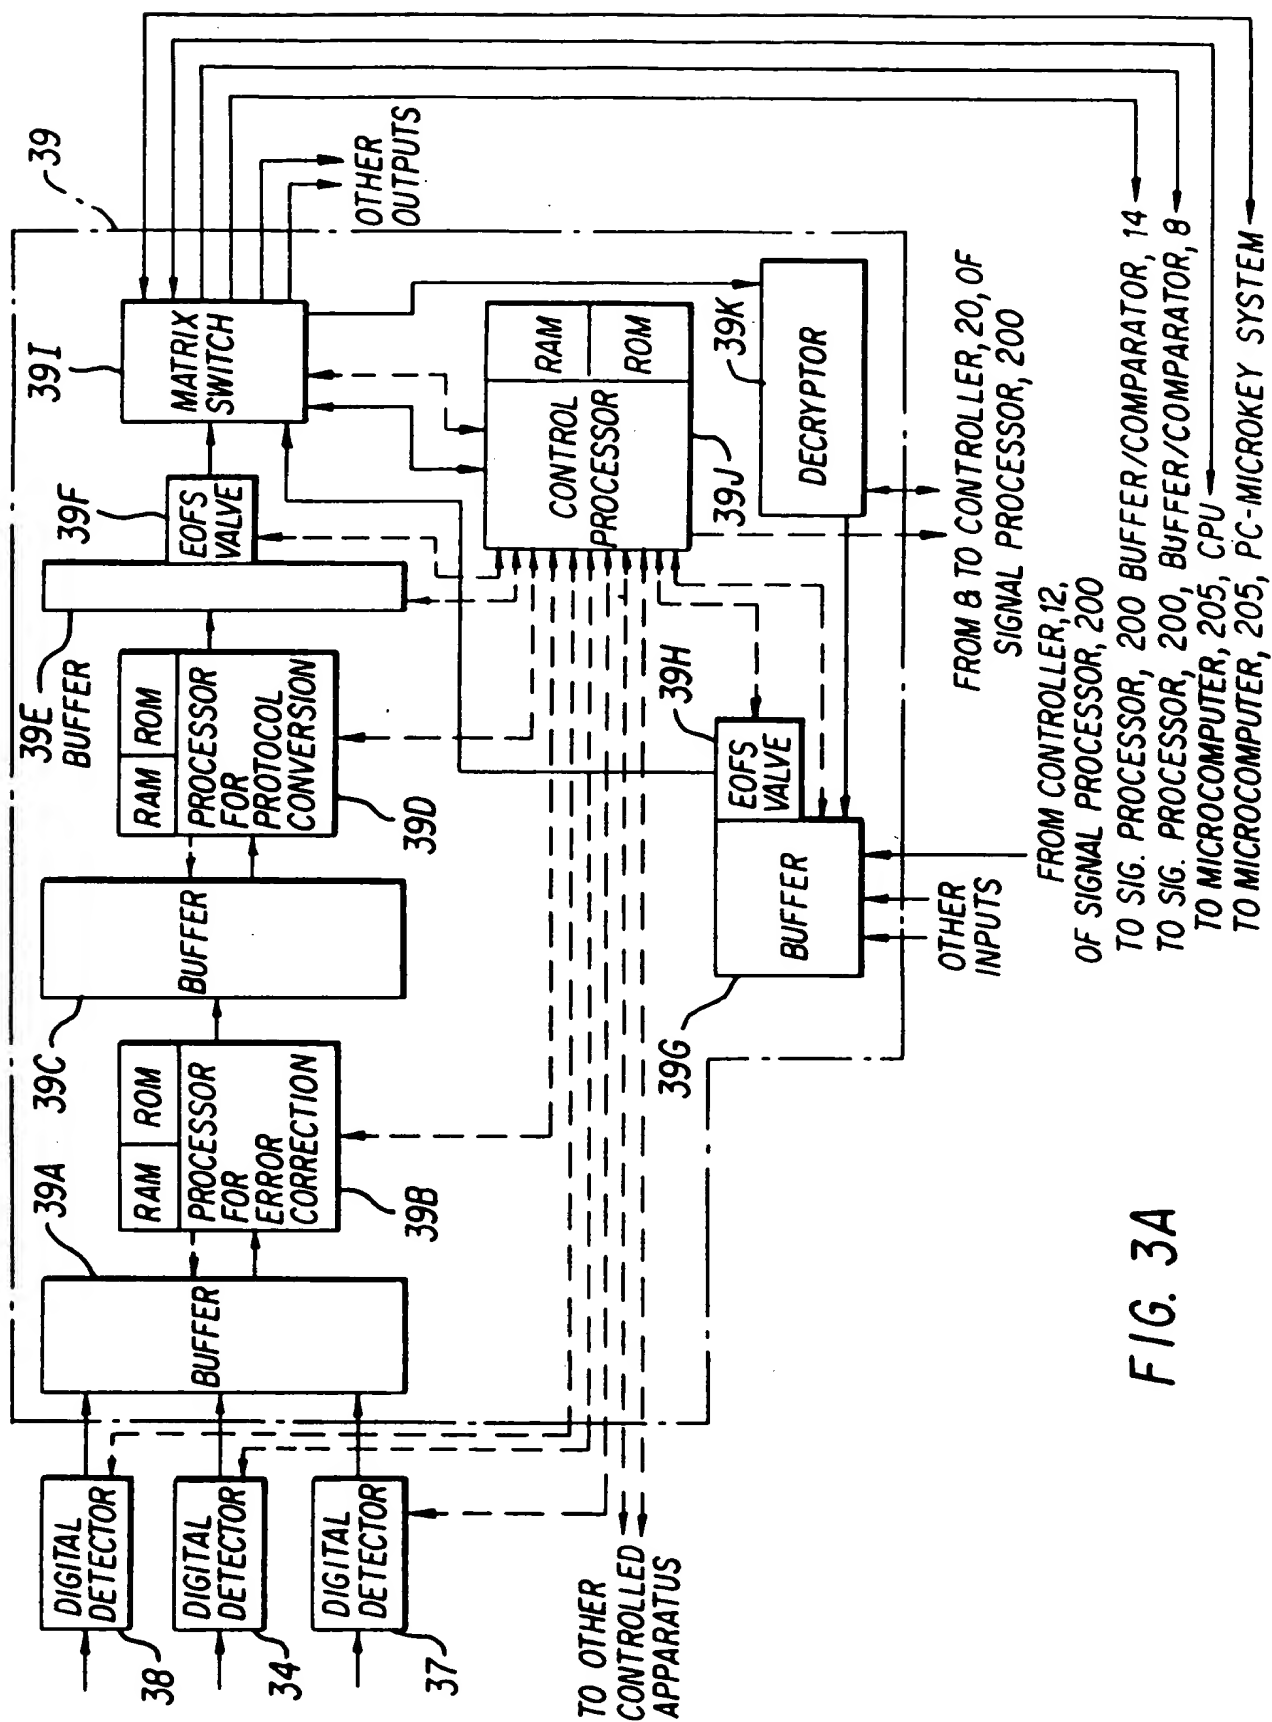 38
DIGITAL
DETECTOR
34
DIGITAL
DETECTOR
37
DIGITAL
DETECTOR
TO OTHER
CONTROLLED
APPARATUS
39A
BUFFER
RAM
ROM
PROCESSOR
FOR
ERROR
CORRECTION
39B
39C
BUFFER
RAM
ROM
PROCESSOR
FOR
PROTOCOL
CONVERSION
39D
39E
BUFFER
39F
EOFS
VALVE
39I
MATRIX
SWITCH
39
OTHER
OUTPUTS
CONTROL
PROCESSOR
RAM
ROM
39J
39K
DECRYPTOR
39H
EOFS
VALVE
39G
BUFFER
OTHER
INPUTS
FROM & TO CONTROLLER, 20, OF
SIGNAL PROCESSOR, 200
FROM CONTROLLER, 12,
OF SIGNAL PROCESSOR, 200
TO SIG. PROCESSOR, 200 BUFFER/COMPARATOR, 14
TO SIG. PROCESSOR, 200, BUFFER/COMPARATOR, 8
TO MICROCOMPUTER, 205, CPU
TO MICROCOMPUTER, 205, PC-MICROKEY SYSTEM
FIG. 3A